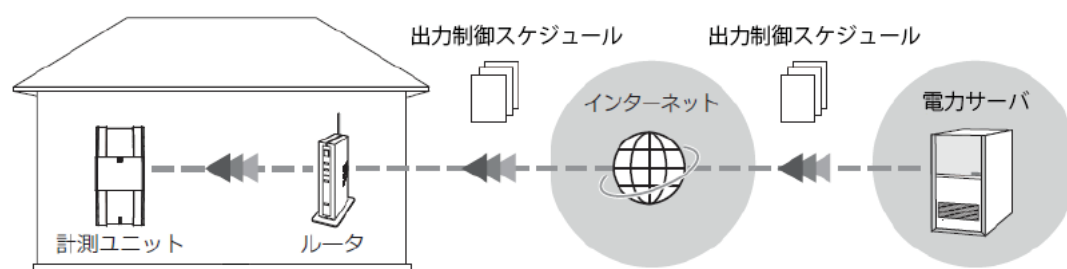 出力制御スケジュール
出力制御スケジュール
インターネット
電力サーバ
計測ユニット
ルータ